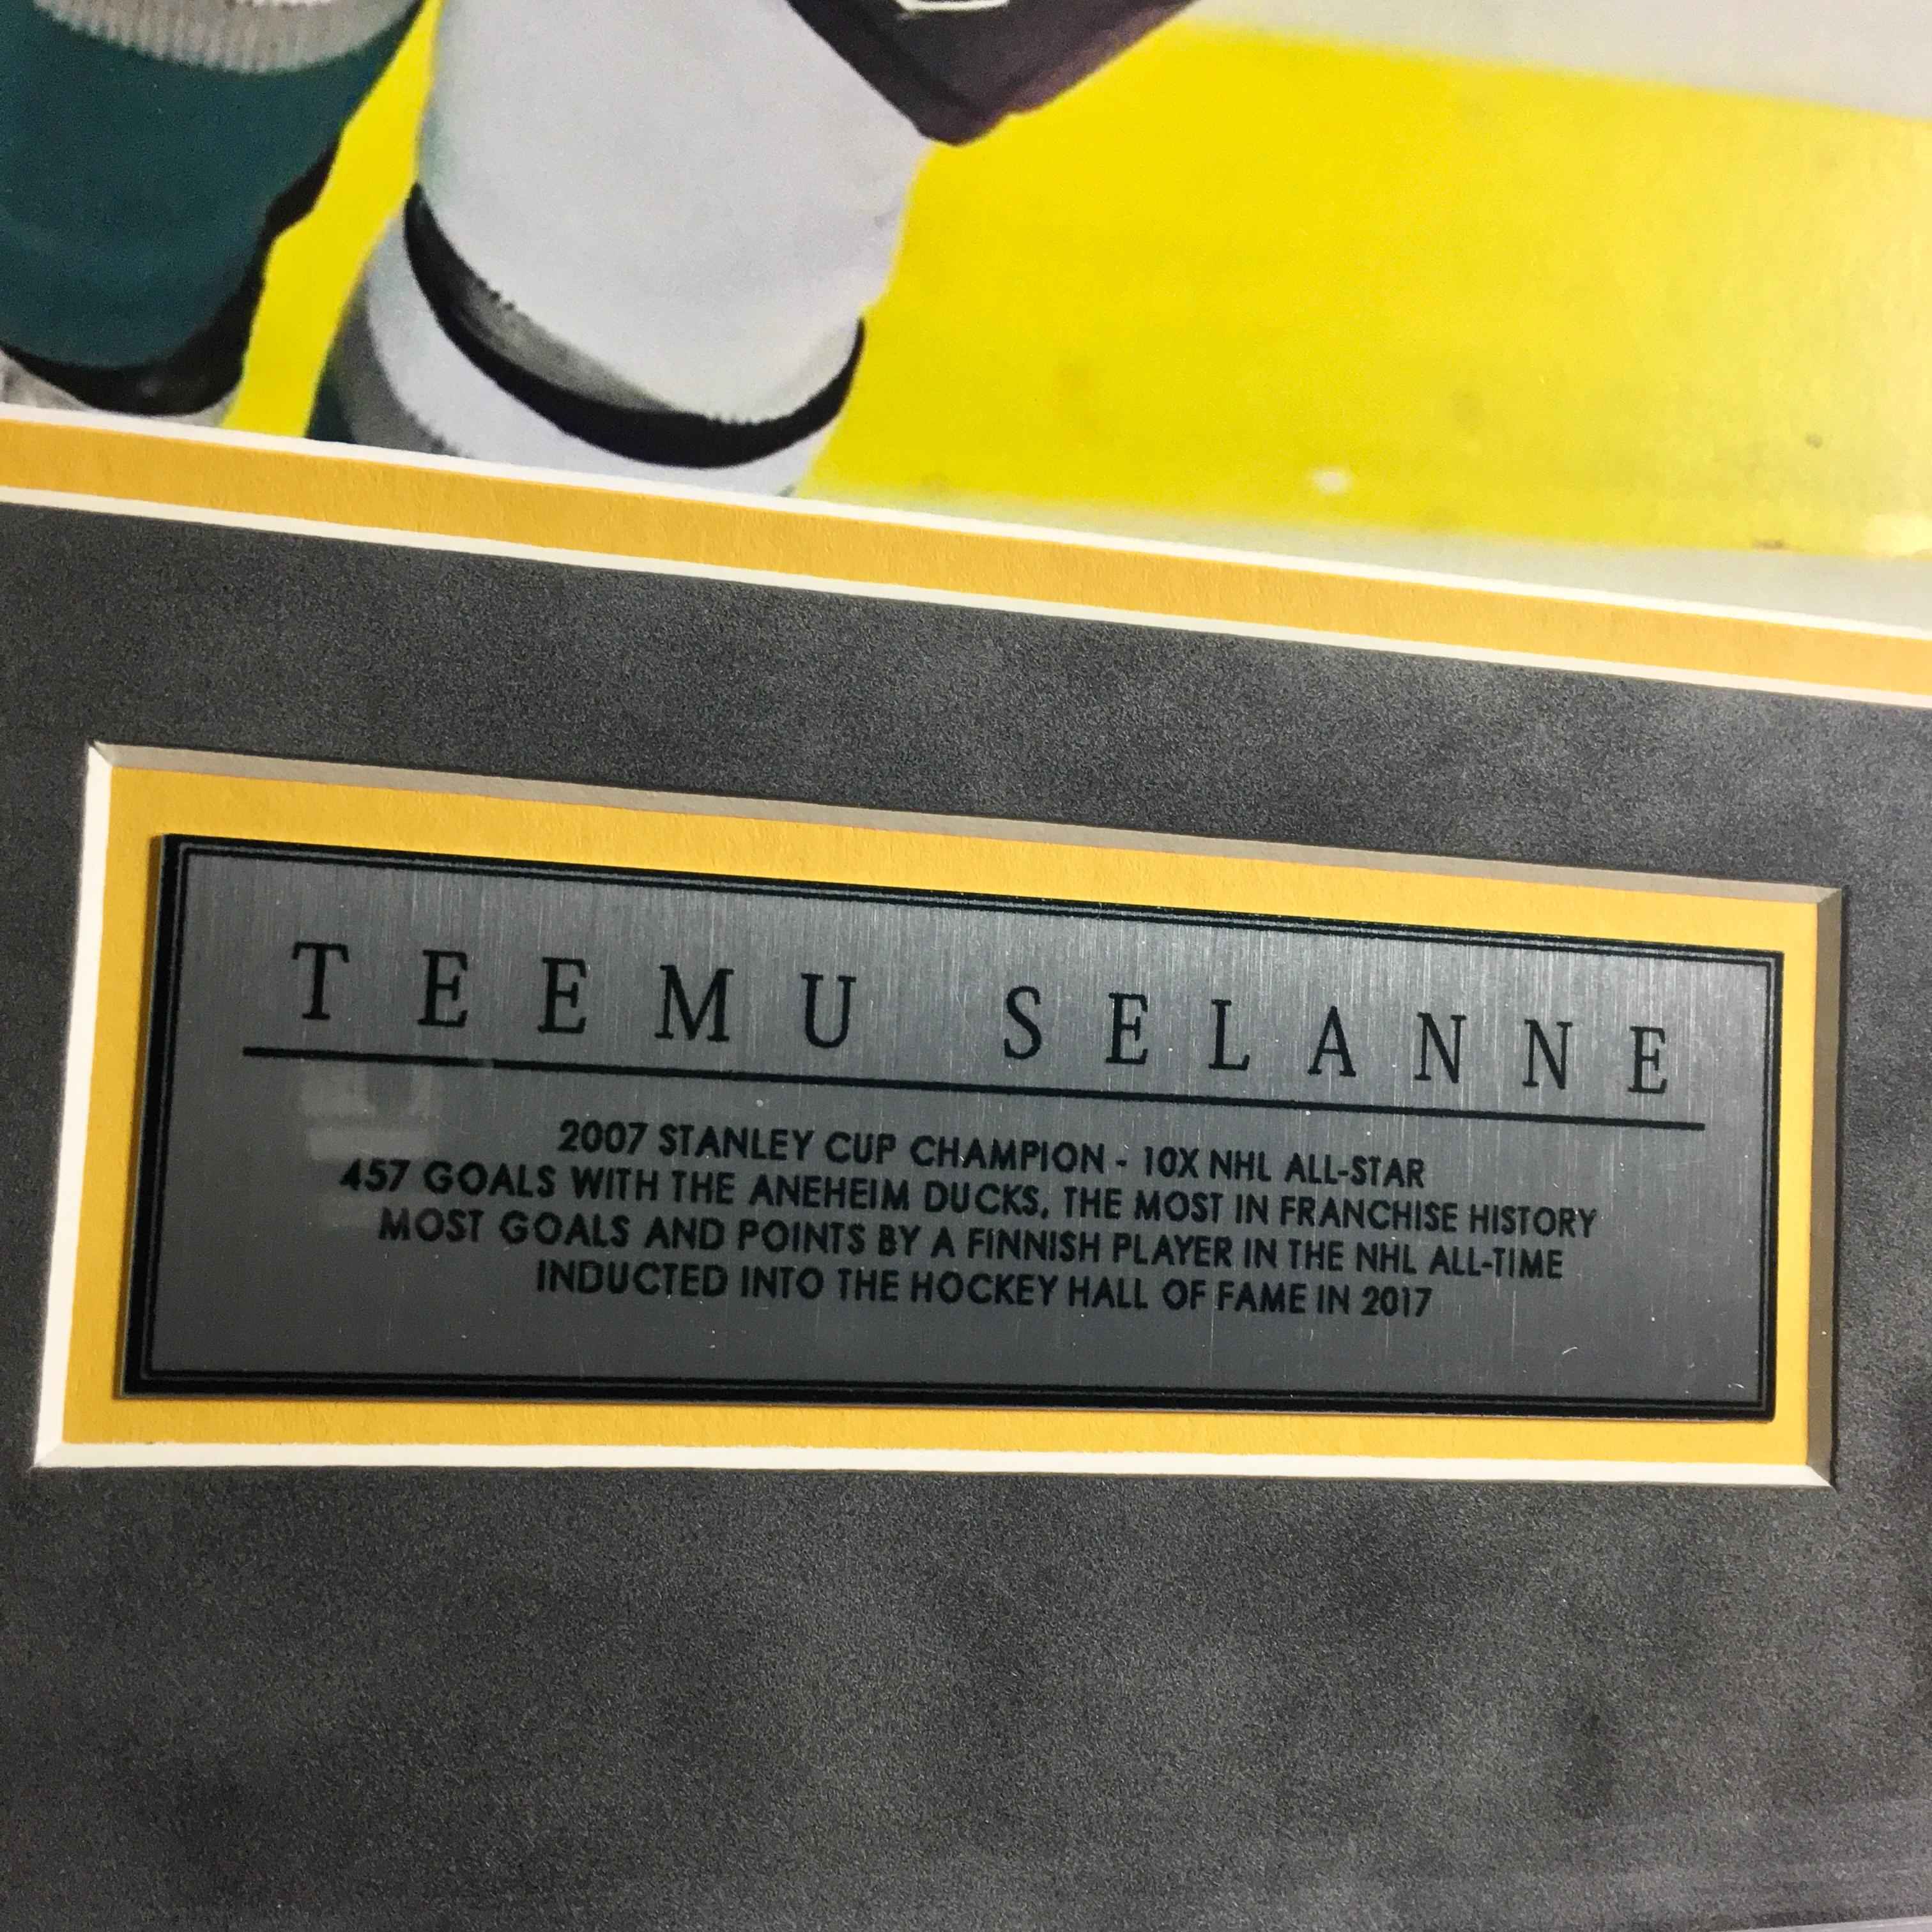 TEEMU SELANNE
2007 STANLEY CUP CHAMPION - 10X NHL ALL-STAR
457 GOALS WITH THE ANEHEIM DUCKS, THE MOST IN FRANCHISE HISTORY
MOST GOALS AND POINTS BY A FINNISH PLAYER IN THE NHL ALL-TIME
INDUCTED INTO THE HOCKEY HALL OF FAME IN 2017